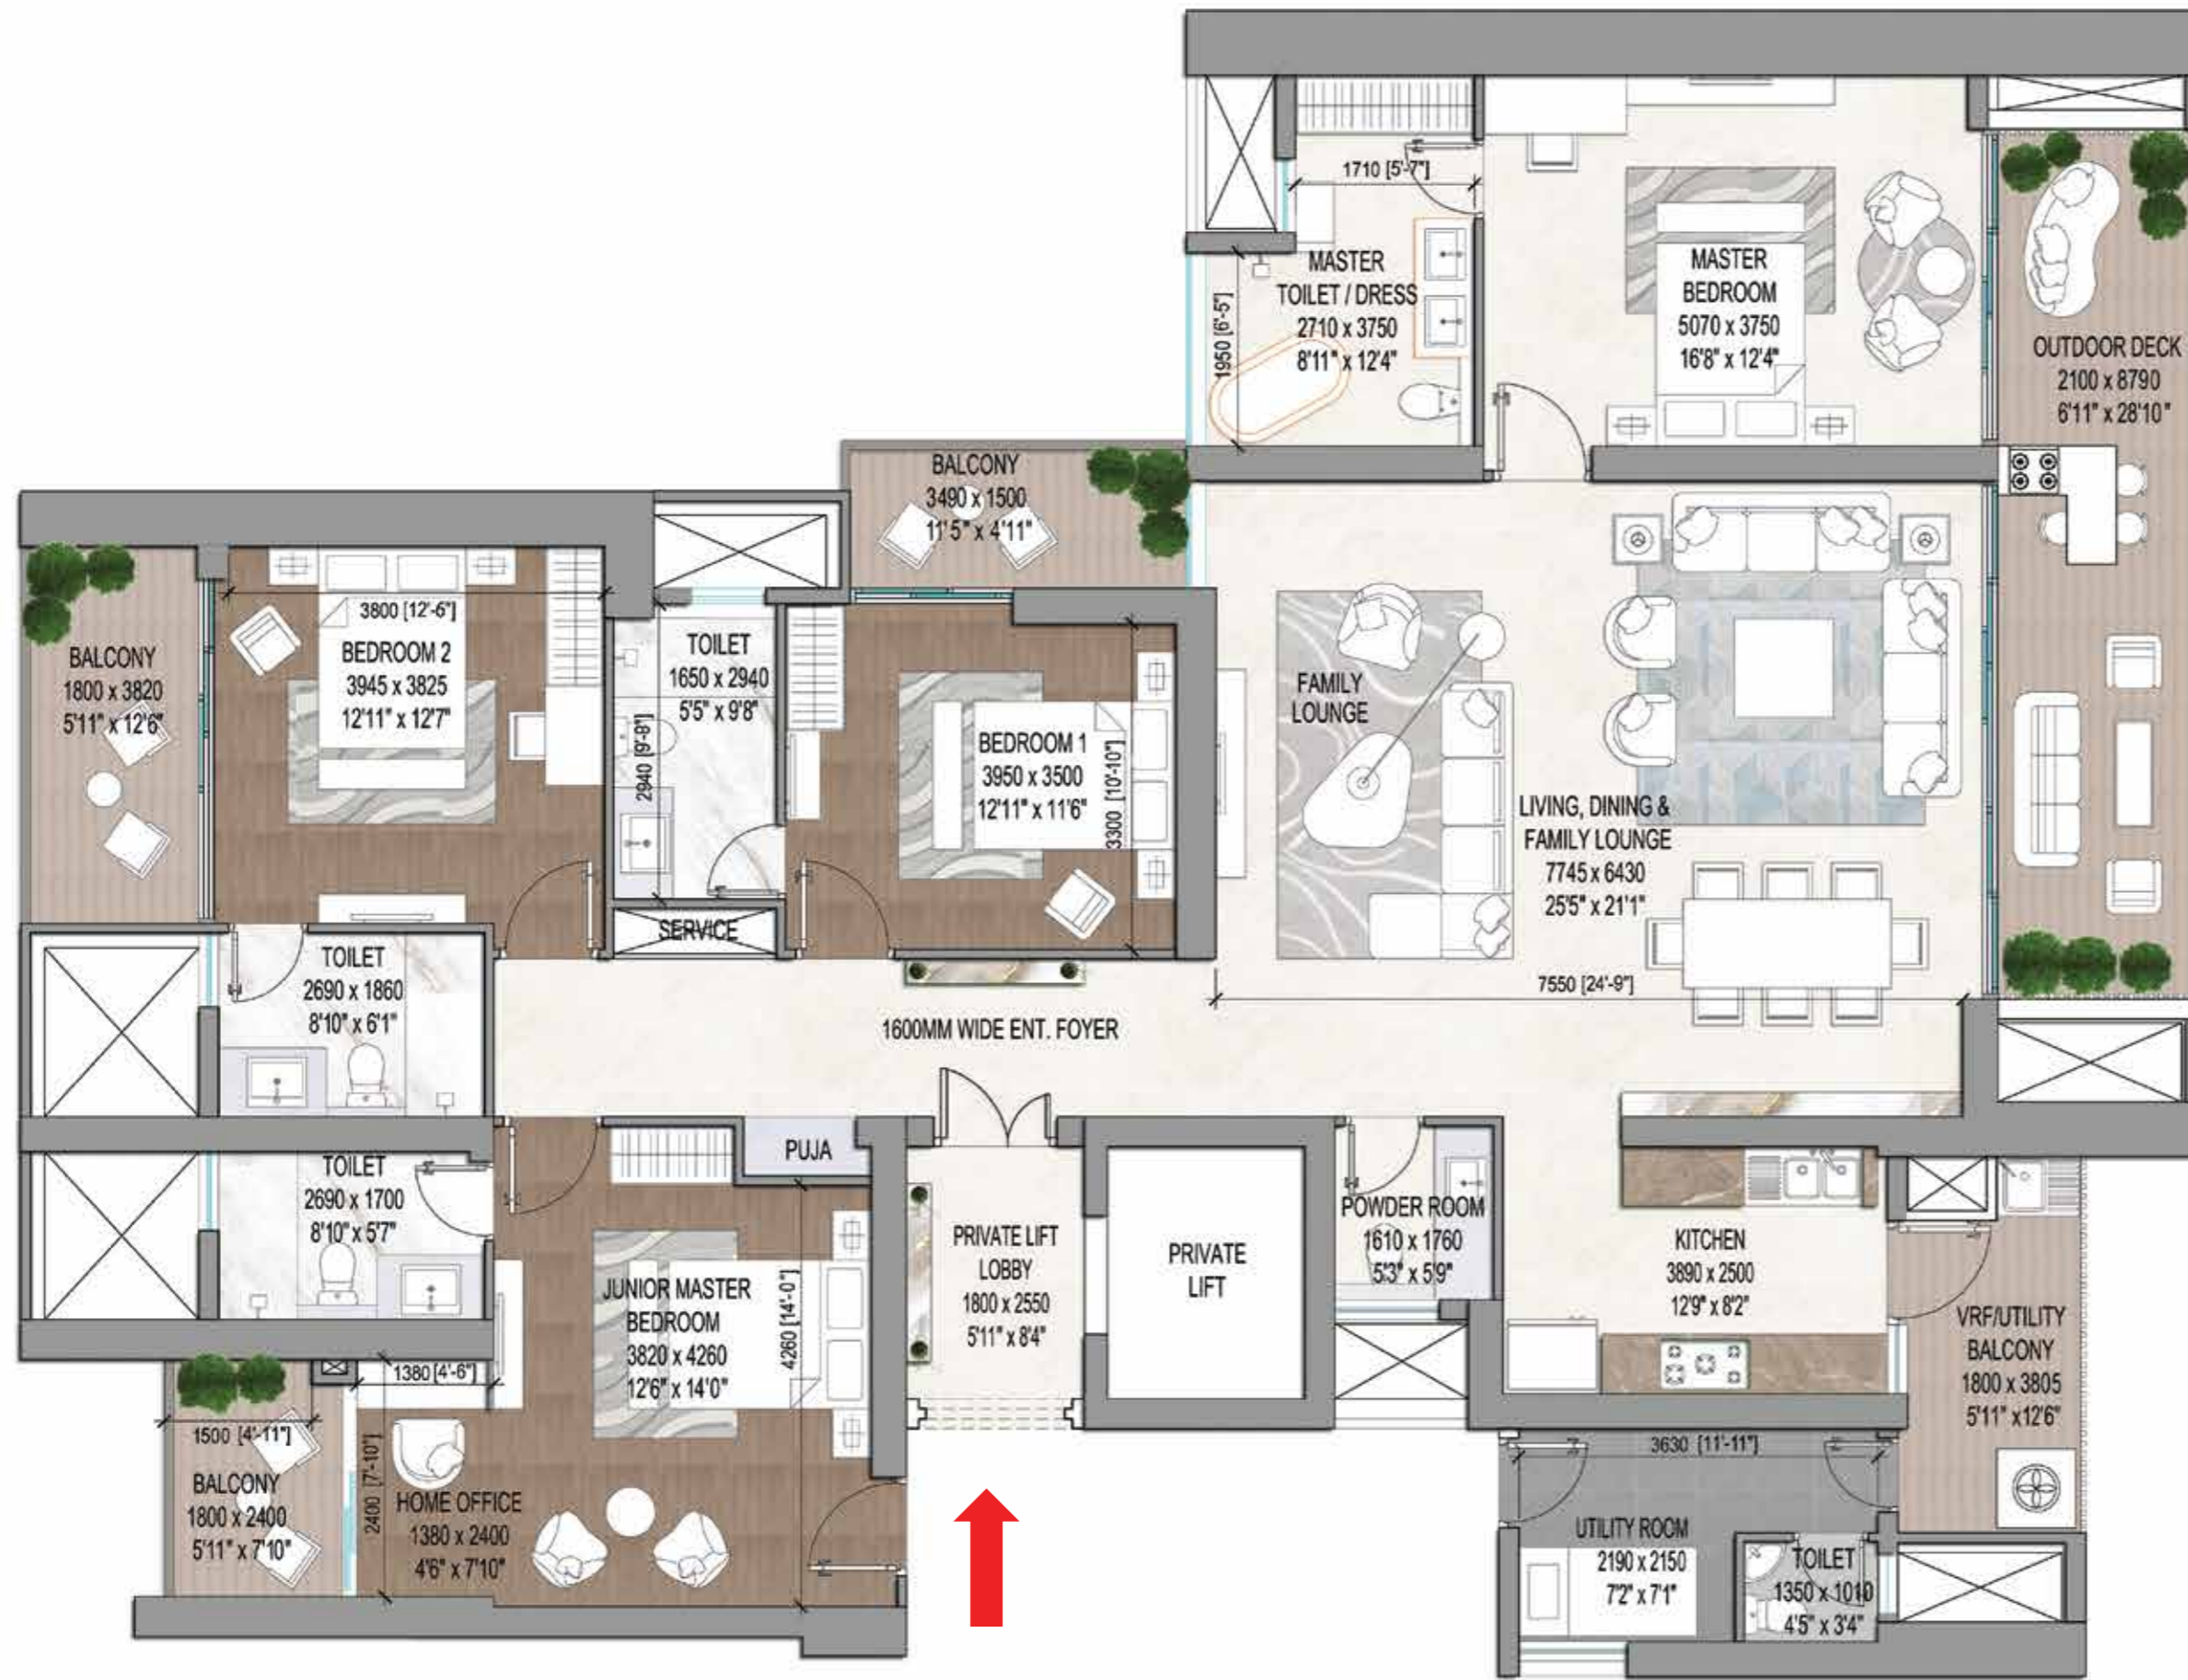 1710 [5'-7"]
MASTER
TOILET / DRESS
2710 x 3750
8'11" x 12'4"
1950 [6'-5"]
MASTER
BEDROOM
5070 x 3750
16'8" x 12'4"
OUTDOOR DECK
2100 x 8790
6'11" x 28'10"
BALCONY
3490 x 1500
11'5" x 4'11"
3800 [12'-6"]
BEDROOM 2
3945 x 3825
12'11" x 12'7"
BALCONY
1800 x 3820
5'11" x 12'6"
TOILET
1650 x 2940
5'5" x 9'8"
2940 [9'-8"]
BEDROOM 1
3950 x 3500
12'11" x 11'6"
3300 [10'-10"]
FAMILY
LOUNGE
LIVING, DINING &
FAMILY LOUNGE
7745 x 6430
25'5" x 21'1"
7550 [24'-9"]
SERVICE
TOILET
2690 x 1860
8'10" x 6'1"
1600MM WIDE ENT. FOYER
PUJA
TOILET
2690 x 1700
8'10" x 5'7"
JUNIOR MASTER
BEDROOM
3820 x 4260
12'6" x 14'0"
4260 [14'-0"]
PRIVATE LIFT
LOBBY
1800 x 2550
5'11" x 8'4"
PRIVATE
LIFT
POWDER ROOM
1610 x 1760
5'3" x 5'9"
KITCHEN
3890 x 2500
12'9" x 8'2"
VRF/UTILITY
BALCONY
1800 x 3805
5'11" x12'6"
1380 [4'-6"]
1500 [4'-11"]
2400 [7'-10"]
BALCONY
1800 x 2400
5'11" x 7'10"
HOME OFFICE
1380 x 2400
4'6" x 7'10"
3630 [11'-11"]
UTILITY ROOM
2190 x 2150
7'2" x 7'1"
TOILET
1350 x 1010
4'5" x 3'4"